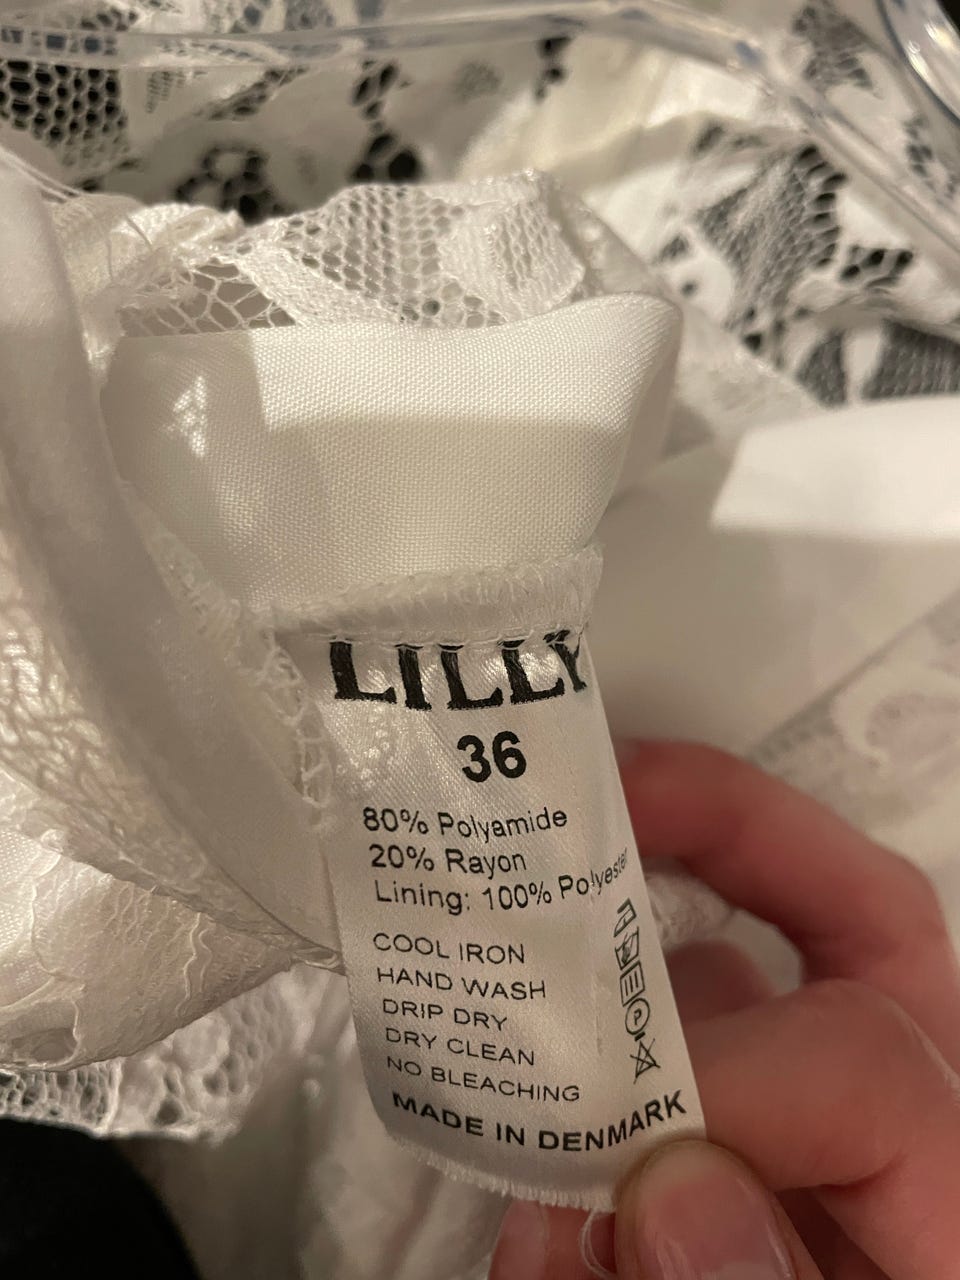 LILLY
36
80% Polyamide
20% Rayon
Lining: 100% Polyester
COOL IRON
HAND WASH
DRIP DRY
DRY CLEAN
NO BLEACHING
MADE IN DENMARK
P